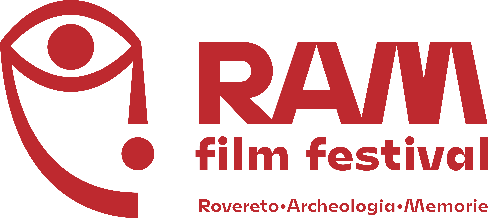 RAM
film festival
Rovereto•Archeologia•Memorie